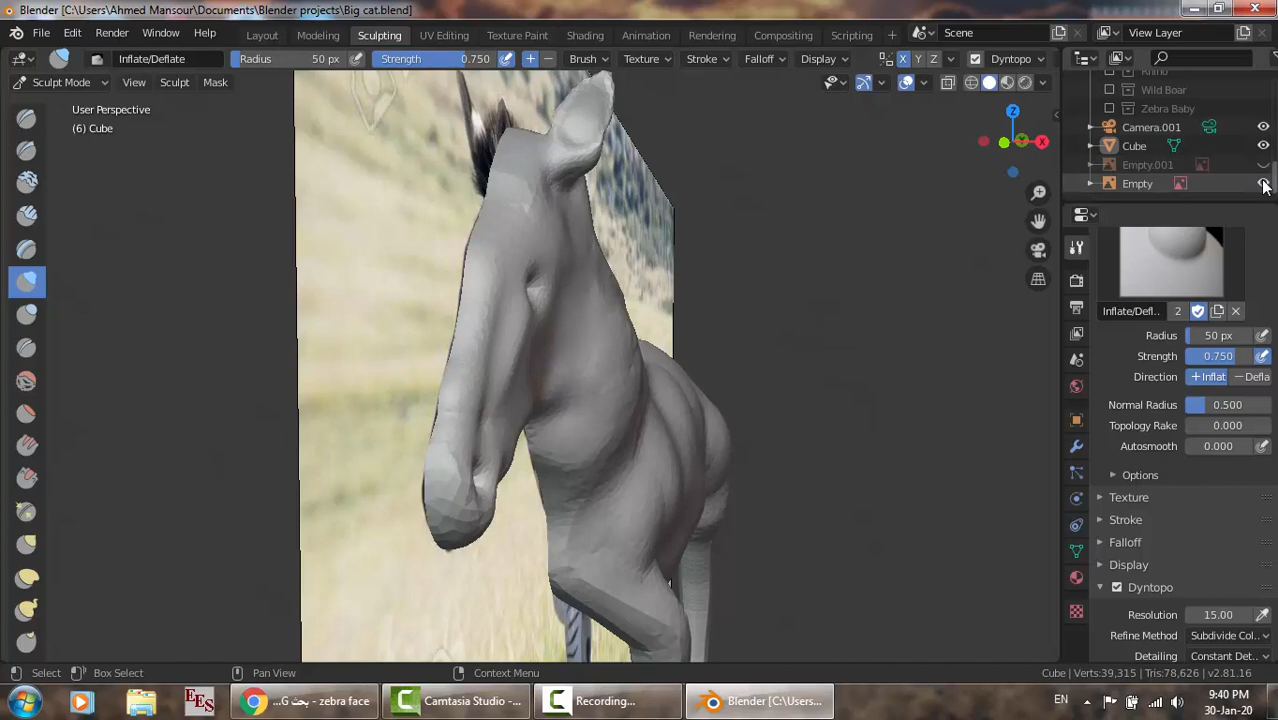 Blender [C:\Users\Ahmed Mansour\Documents\Blender projects\Big cat.blend]
File Edit Render Window Help Layout Modeling Sculpting UV Editing Texture Paint Shading Animation Rendering Compositing Scripting Scene View Layer
Inflate/Deflate Radius 50 px Strength 0.750 Brush Texture Stroke Falloff Display X Y Z Dyntopo
Sculpt Mode View Sculpt Mask
User Perspective
(6) Cube
Z
X
Rhino
Wild Boar
Zebra Baby
Camera.001
Cube
Empty.001
Empty
Inflate/Defl.. 2
Radius 50 px
Strength 0.750
Direction + Inflat — Defla
Normal Radius 0.500
Topology Rake 0.000
Autosmooth 0.000
Options
Texture
Stroke
Falloff
Display
Dyntopo
Resolution 15.00
Refine Method Subdivide Col..
Detailing Constant Det..
Select Box Select Pan View Context Menu Cube | Verts:39,315 | Tris:78,626 | v2.81.16
EES ...G بحث - zebra face Camtasia Studio -... Recording... Blender [C:\Users... EN 9:40 PM
30-Jan-20